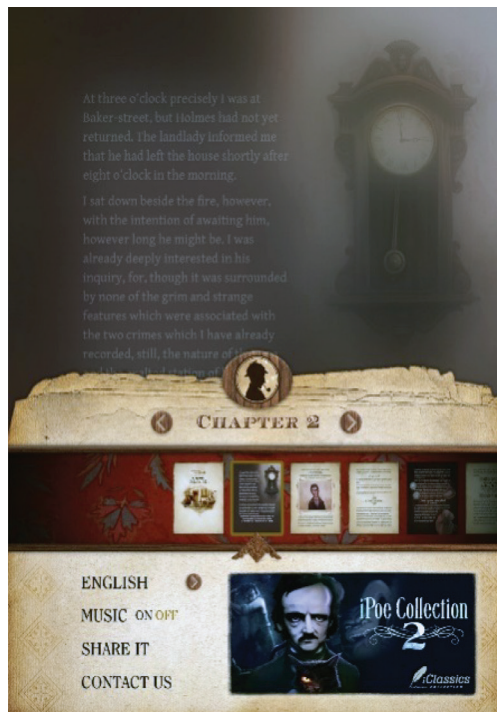 At three o'clock precisely I was at
Baker-street, but Holmes had not yet
returned. The landlady informed me
that he had left the house shortly after
eight o'clock in the morning.
I sat down beside the fire, however,
with the intention of awaiting him,
however long he might be. I was
already deeply interested in his
inquiry, for, though it was surrounded
by none of the grim and strange
features which were associated with
the two crimes which I have already
recorded, still, the nature of
station of
CHAPTER 2
ENGLISH
MUSIC ON OFF
SHARE IT
CONTACT US
iPoe Collection
2
iClassics
COLLECTION